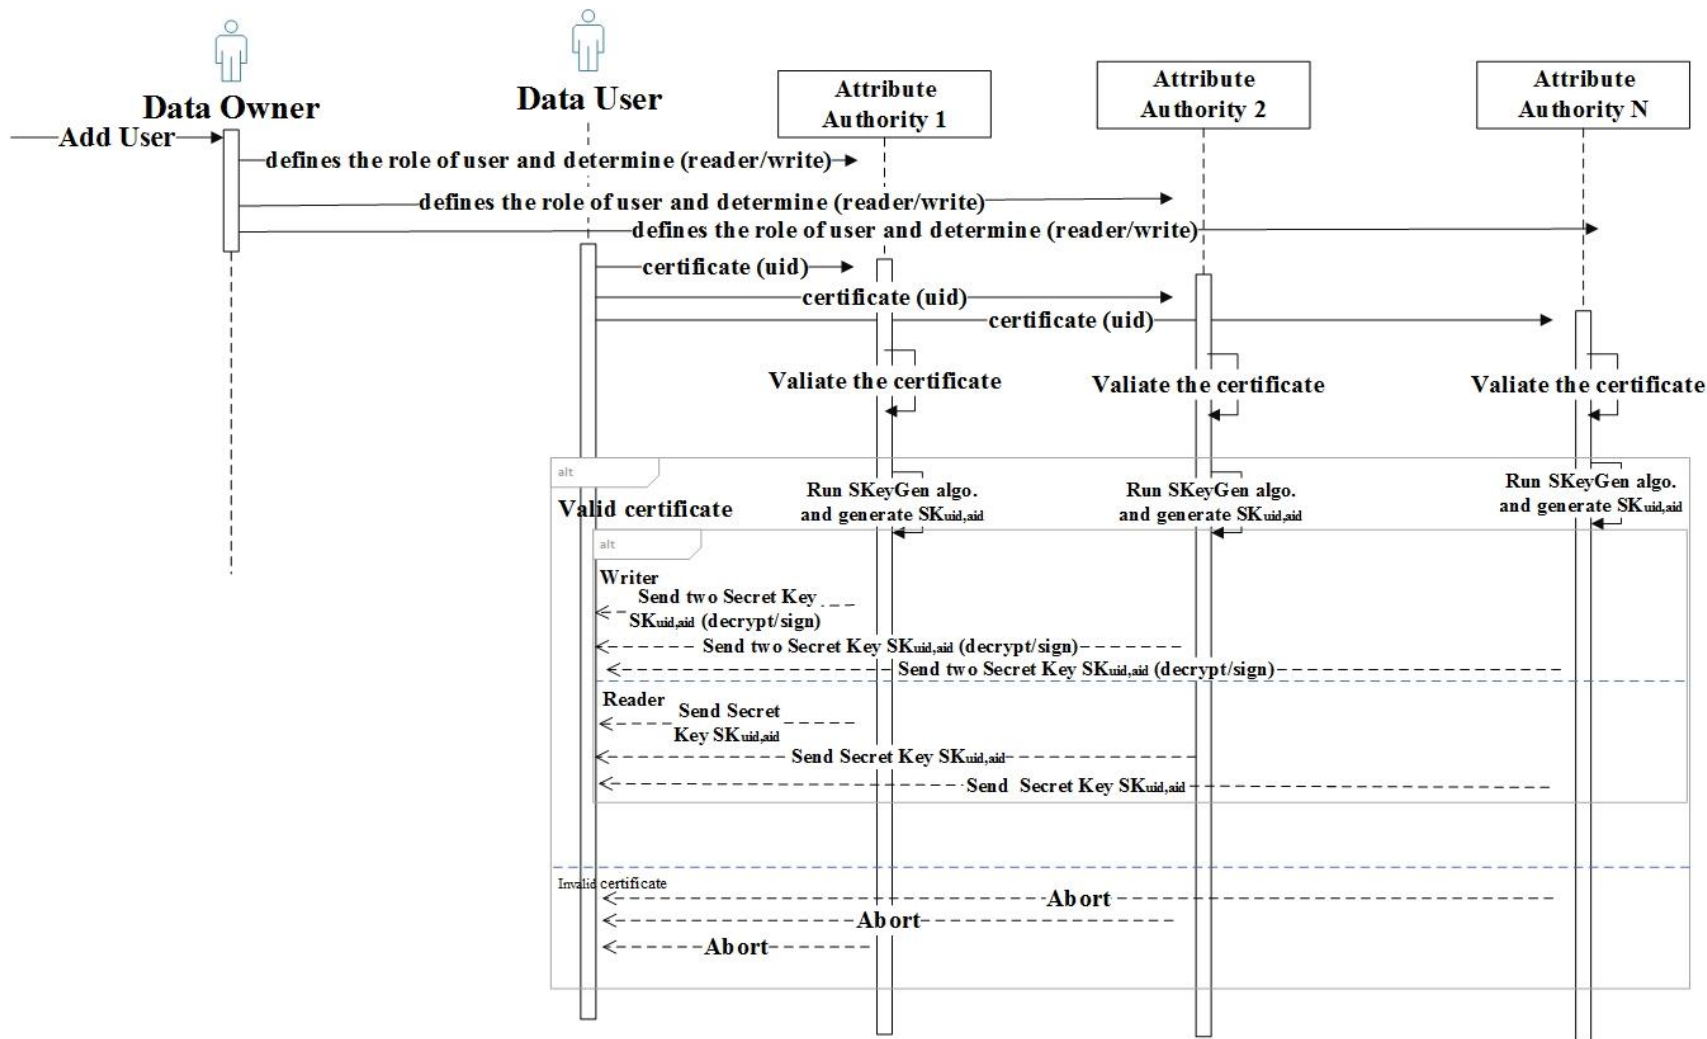 Data Owner
Data User
Attribute
Authority 1
Attribute
Authority 2
Attribute
Authority N
Add User
defines the role of user and determine (reader/write)
defines the role of user and determine (reader/write)
defines the role of user and determine (reader/write)
certificate (uid)
certificate (uid)
certificate (uid)
Valiate the certificate
Valiate the certificate
Valiate the certificate
alt
Valid certificate
Run SKeyGen algo.
and generate SKuid,aid
Run SKeyGen algo.
and generate SKuid,aid
Run SKeyGen algo.
and generate SKuid,aid
alt
Writer
Send two Secret Key
SKuid,aid (decrypt/sign)
Send two Secret Key SKuid,aid (decrypt/sign)
Send two Secret Key SKuid,aid (decrypt/sign)
Reader
Send Secret
Key SKuid,aid
Send Secret Key SKuid,aid
Send Secret Key SKuid,aid
Invalid certificate
Abort
Abort
Abort